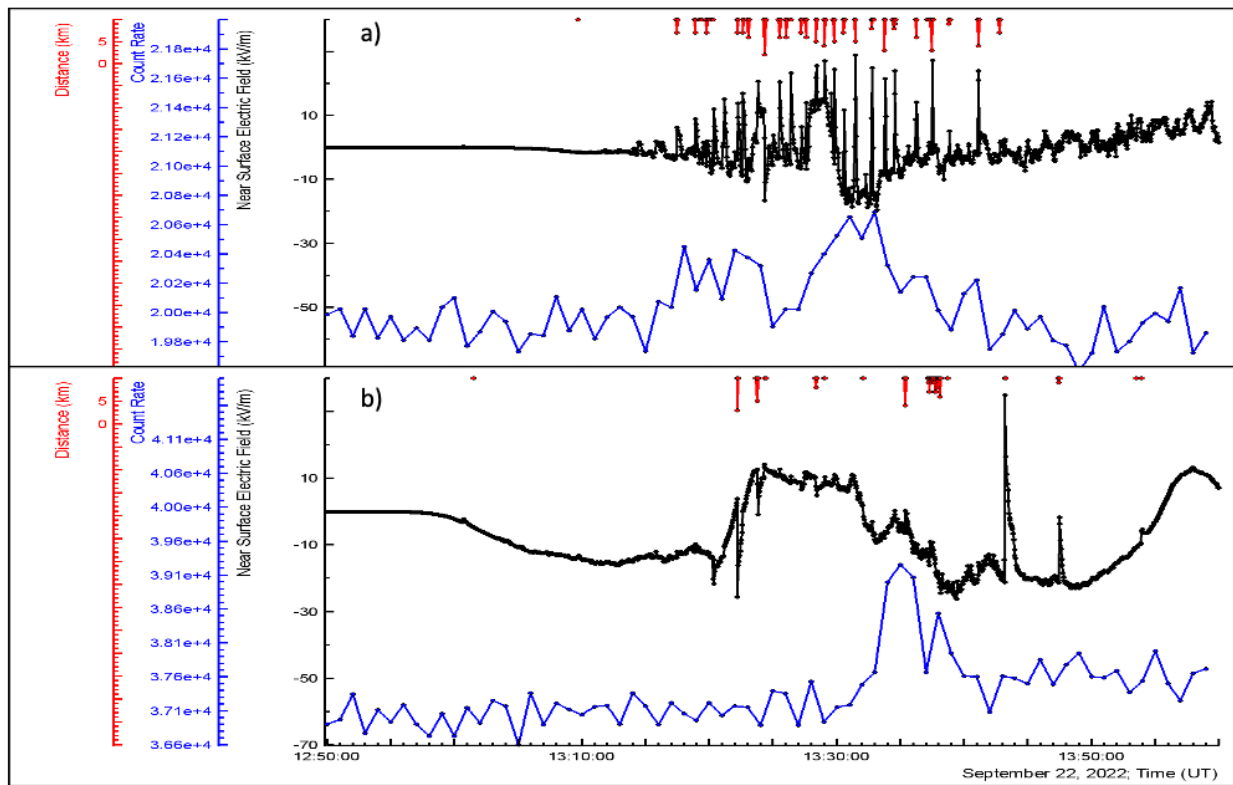 a)
Distance (km)
5
0
Count Rate
2.18e+4
2.16e+4
2.14e+4
2.12e+4
2.10e+4
2.08e+4
2.06e+4
2.04e+4
2.02e+4
2.00e+4
1.98e+4
Near Surface Electric Field (kV/m)
10
-10
-30
-50
b)
Distance (km)
5
0
Count Rate
4.11e+4
4.06e+4
4.00e+4
3.96e+4
3.91e+4
3.86e+4
3.81e+4
3.76e+4
3.71e+4
3.66e+4
Near Surface Electric Field (kV/m)
10
-10
-30
-50
-70
12:50:00
13:10:00
13:30:00
13:50:00
September 22, 2022; Time (UT)